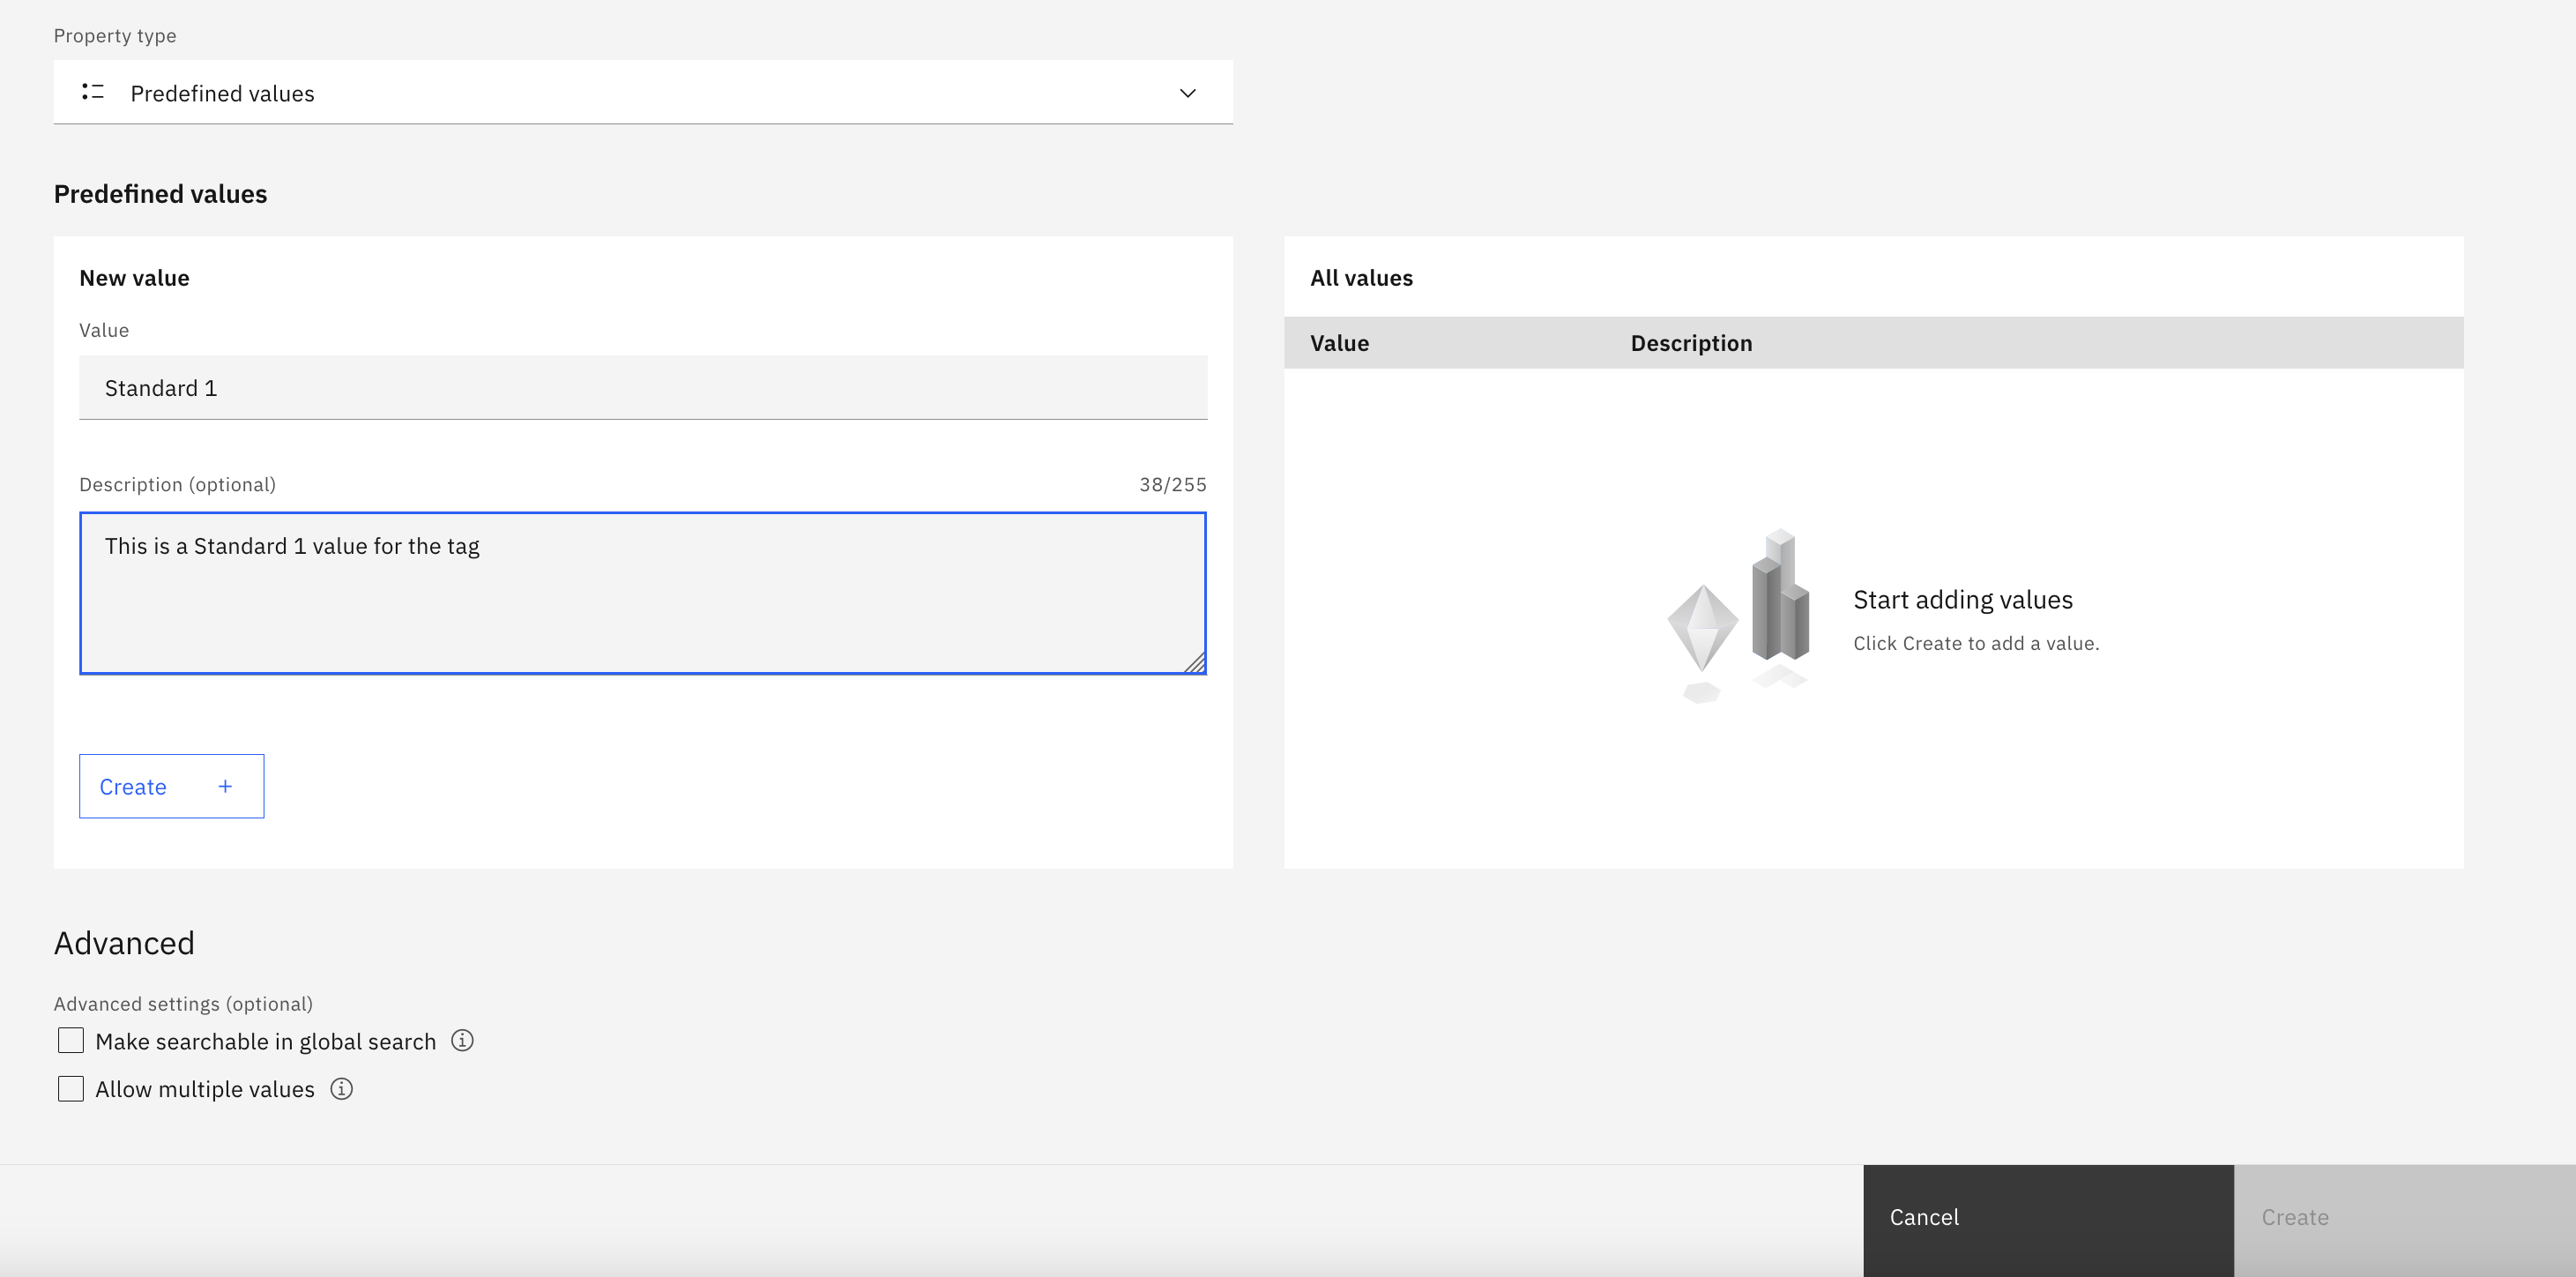 Property type
Predefined values
Predefined values
New value
Value
Standard 1
Description (optional)
38/255
This is a Standard 1 value for the tag
Create +
All values
Value Description
Start adding values
Click Create to add a value.
Advanced
Advanced settings (optional)
Make searchable in global search
Allow multiple values
Cancel
Create